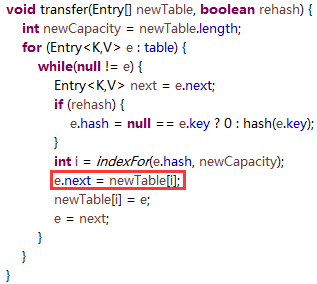 void transfer(Entry[] newTable, boolean rehash) {
int newCapacity = newTable.length;
for (Entry<K,V> e : table) {
while(null != e) {
Entry<K,V> next = e.next;
if (rehash) {
e.hash = null == e.key ? 0 : hash(e.key);
}
int i = indexFor(e.hash, newCapacity);
e.next = newTable[i];
newTable[i] = e;
e = next;
}
}
}